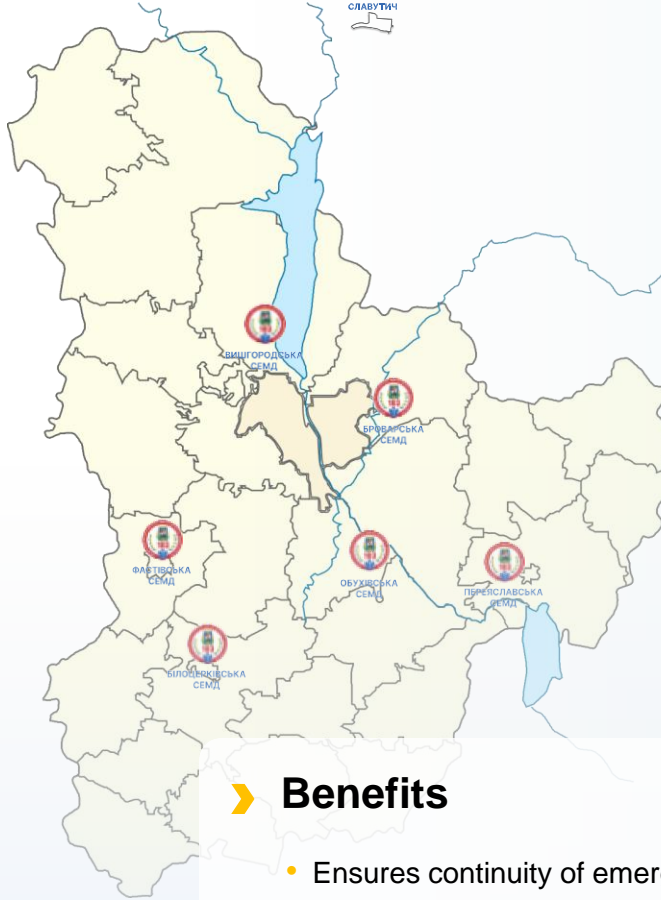 СЛАВУТИЧ
ВИШГОРОДСЬКА
СЕМД
БРОВАРСЬКА
СЕМД
ФАСТІВСЬКА
СЕМД
ОБУХІВСЬКА
СЕМД
ПЕРЕЯСЛАВСЬКА
СЕМД
БІЛОЦЕРКІВСЬКА
СЕМД
Benefits
• Ensures continuity of emer